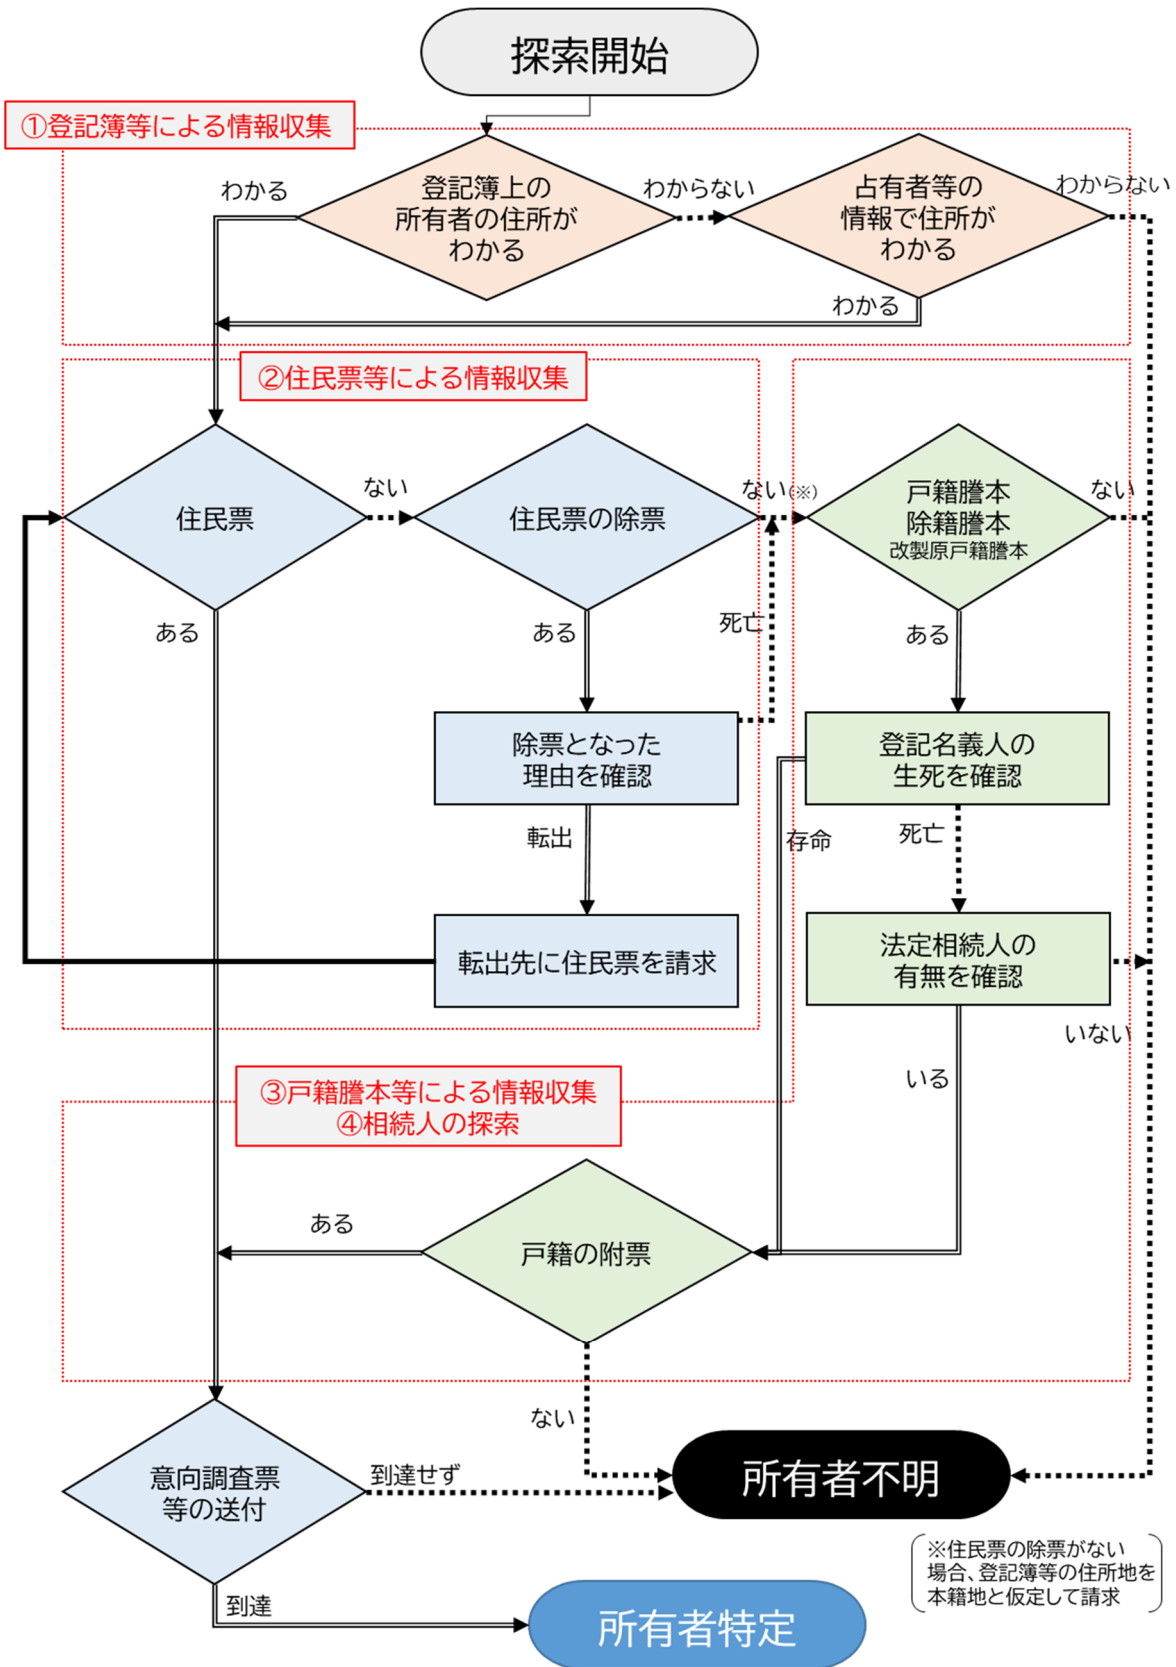 探索開始
①登記簿等による情報収集
わかる
登記簿上の
所有者の住所が
わかる
わからない
占有者等の
情報で住所が
わかる
わからない
わかる
②住民票等による情報収集
住民票
ない
住民票の除票
ない(※)
戸籍謄本
除籍謄本
改製原戸籍謄本
ない
ある
ある
死亡
ある
除票となった
理由を確認
登記名義人の
生死を確認
転出
存命
死亡
転出先に住民票を請求
法定相続人の
有無を確認
いない
いる
③戸籍謄本等による情報収集
④相続人の探索
ある
戸籍の附票
ない
意向調査票
等の送付
到達せず
所有者不明
※住民票の除票がない
場合、登記簿等の住所地を
本籍地と仮定して請求
到達
所有者特定